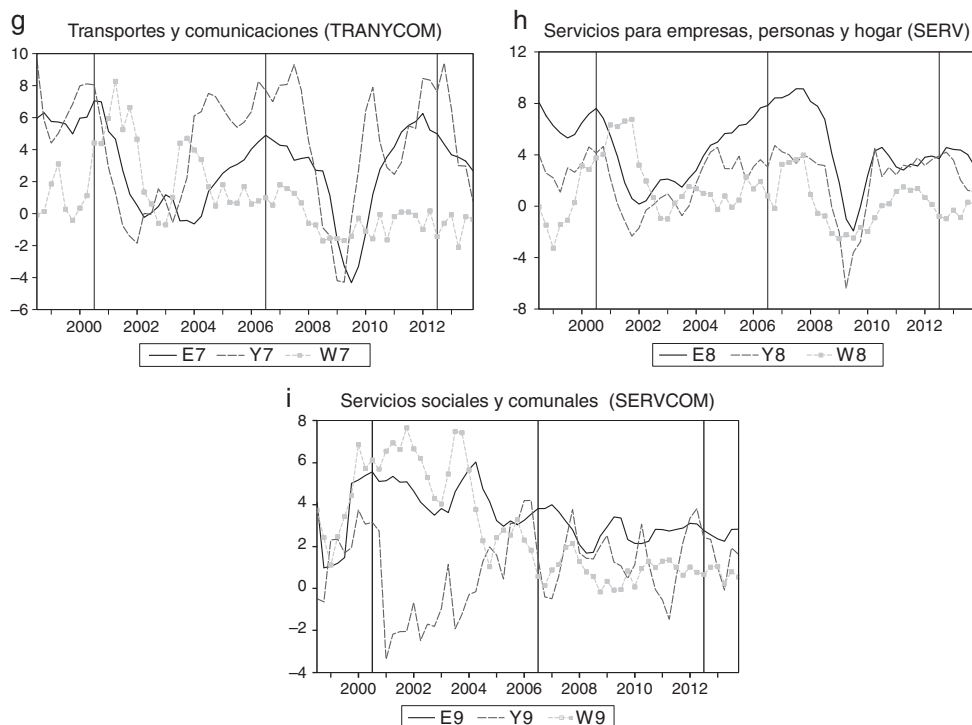 g
Transportes y comunicaciones (TRANYCOM)
10
8
6
4
2
0
–2
–4
–6
2000 2002 2004 2006 2008 2010 2012
E7 Y7 W7
h
Servicios para empresas, personas y hogar (SERV)
12
8
4
0
–4
-8
2000 2002 2004 2006 2008 2010 2012
E8 Y8 W8
i
Servicios sociales y comunales (SERVCOM)
8
6
4
2
0
–2
–4
2000 2002 2004 2006 2008 2010 2012
E9 Y9 W9